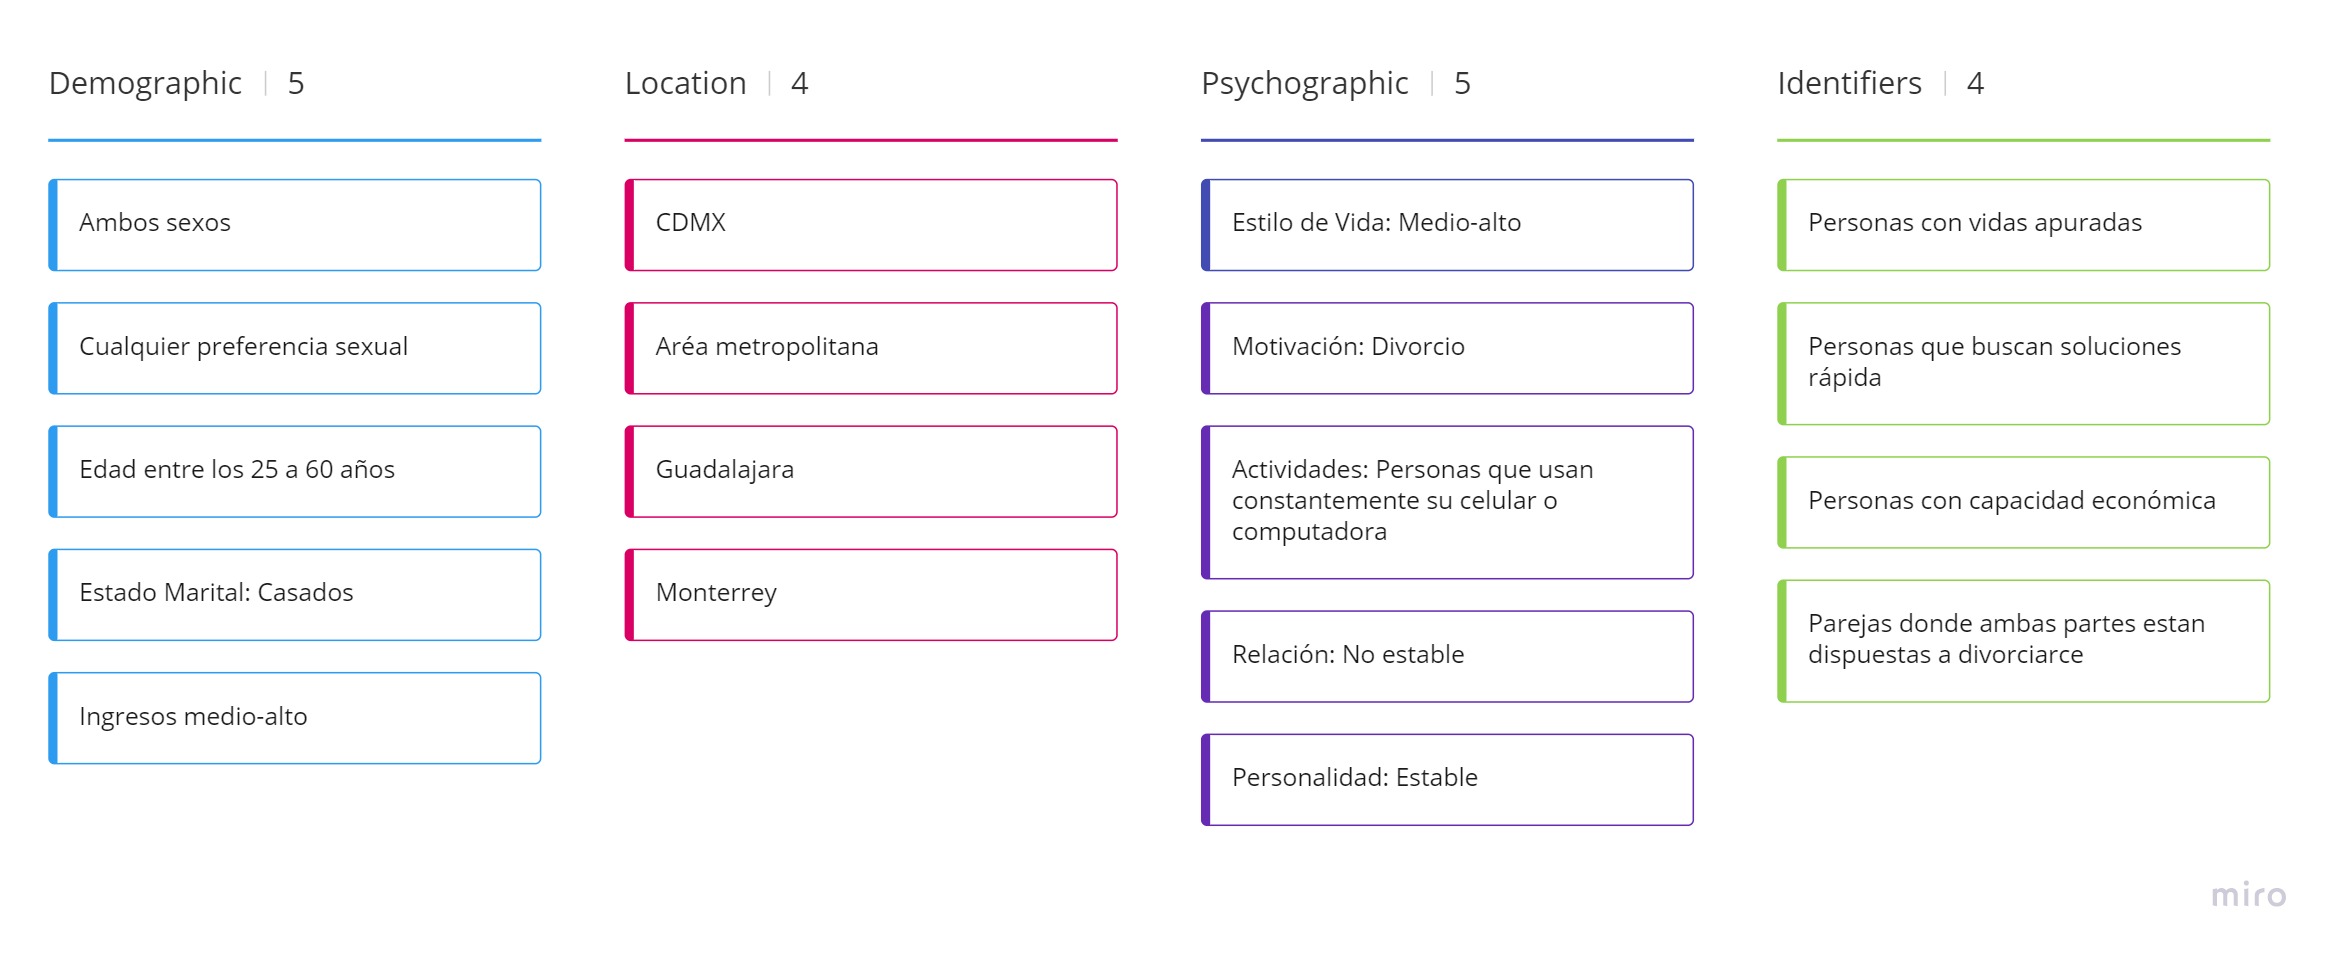 Demographic | 5
Ambos sexos
Cualquier preferencia sexual
Edad entre los 25 a 60 años
Estado Marital: Casados
Ingresos medio-alto
Location | 4
CDMX
Aréa metropolitana
Guadalajara
Monterrey
Psychographic | 5
Estilo de Vida: Medio-alto
Motivación: Divorcio
Actividades: Personas que usan
constantemente su celular o
computadora
Relación: No estable
Personalidad: Estable
Identifiers | 4
Personas con vidas apuradas
Personas que buscan soluciones
rápida
Personas con capacidad económica
Parejas donde ambas partes estan
dispuestas a divorciarce
miro